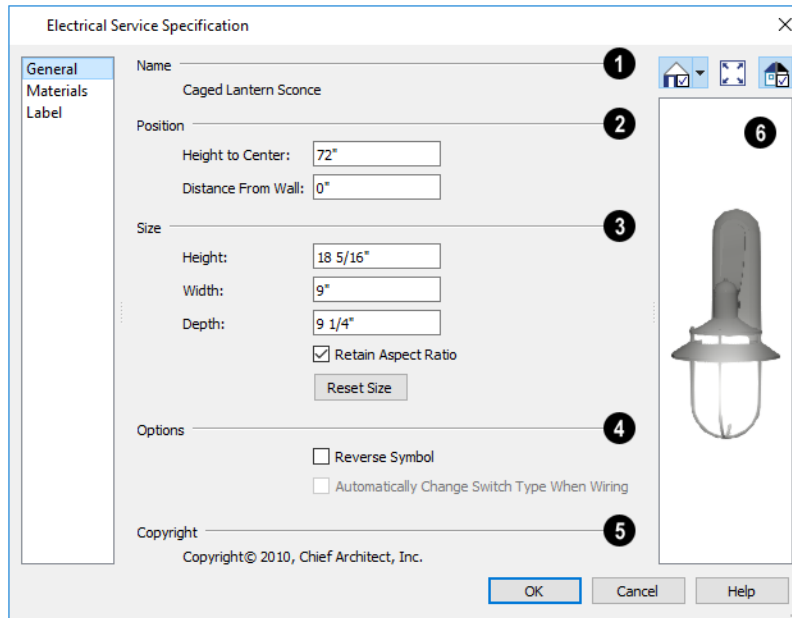 Electrical Service Specification
General
Materials
Label
Name 1
Caged Lantern Sconce
Position 2
Height to Center: 72"
Distance From Wall: 0"
Size 3
Height: 18 5/16"
Width: 9"
Depth: 9 1/4"
Retain Aspect Ratio
Reset Size
Options 4
Reverse Symbol
Automatically Change Switch Type When Wiring
Copyright 5
Copyright© 2010, Chief Architect, Inc.
6
OK Cancel Help